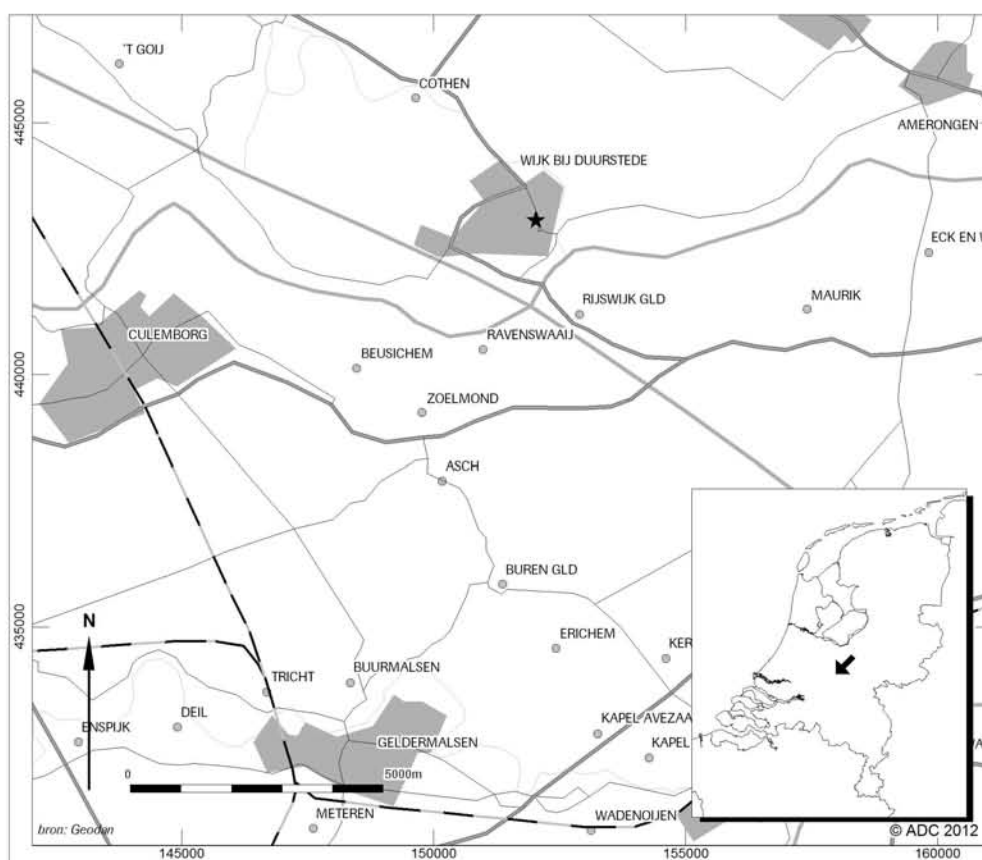 'T GOIJ
COTHEN
445000
AMERONGEN
WIJK BIJ DUURSTEDE
ECK EN W
RIJSWIJK GLD
MAURIK
CULEMBORG
RAVENSWAAIJ
BEUSICHEM
440000
ZOELMOND
ASCH
BUREN GLD
N
435000
ERICHEM
KER
BUURMALSEN
TRICHT
DEIL
ENSPIJK
KAPEL AVEZAA
GELDERMALSEN
KAPEL
0
5000m
METEREN
WADENOIJEN
bron: Geodan
© ADC 2012
145000
150000
155000
160000